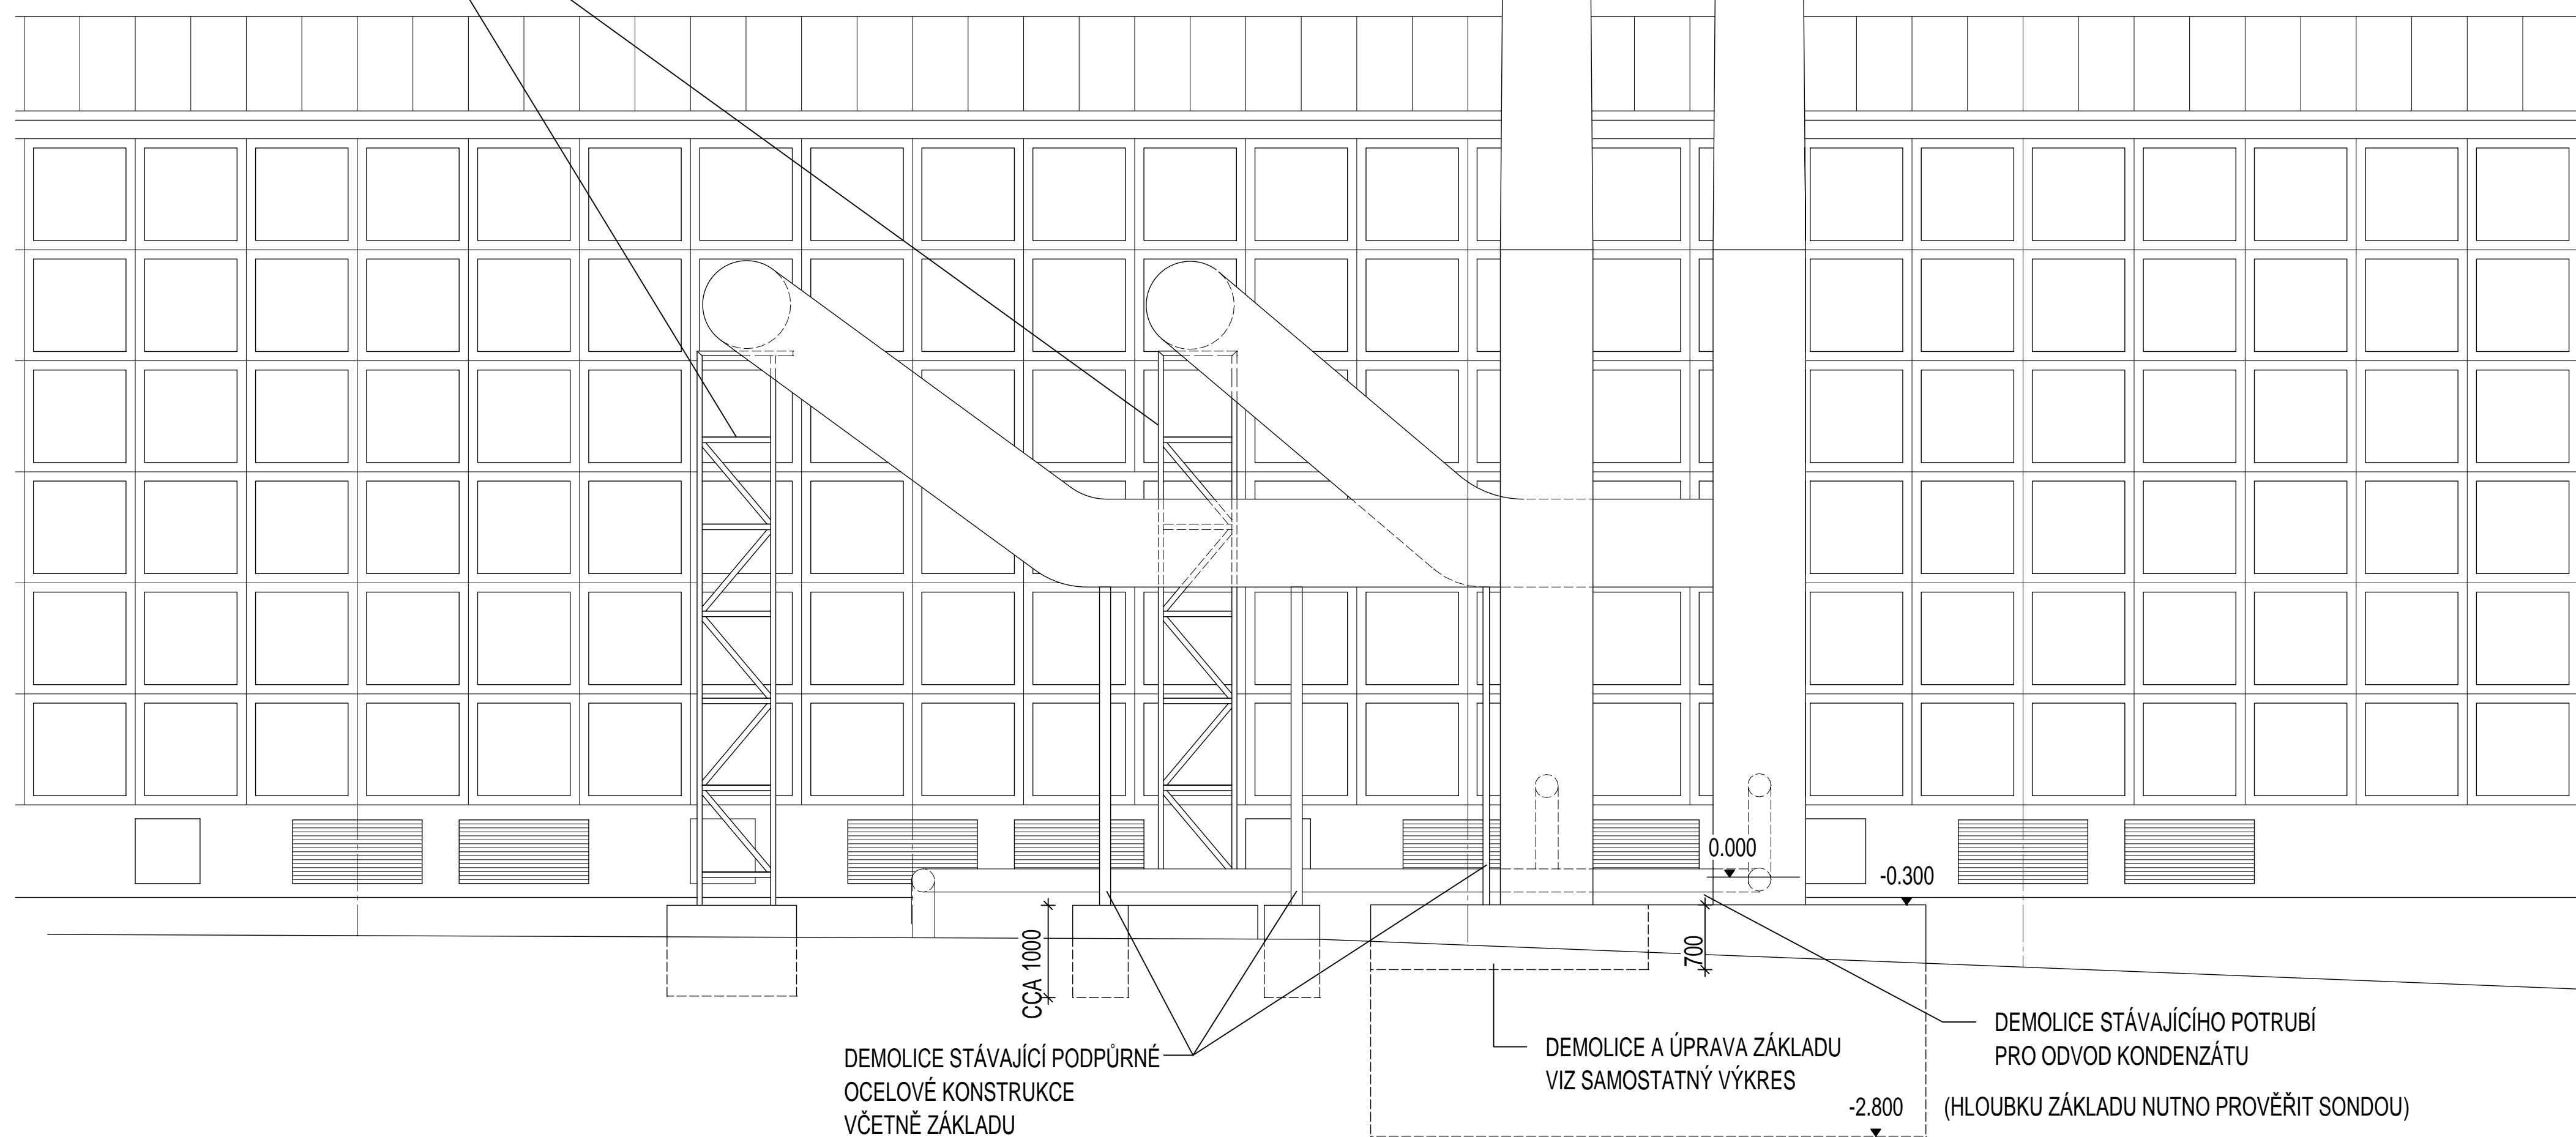 0.000
-0.300
CCA 1000
700
DEMOLICE STÁVAJÍCÍ PODPŮRNÉ
OCELOVÉ KONSTRUKCE
VČETNĚ ZÁKLADU
DEMOLICE A ÚPRAVA ZÁKLADU
VIZ SAMOSTATNÝ VÝKRES
DEMOLICE STÁVAJÍCÍHO POTRUBÍ
PRO ODVOD KONDENZÁTU
-2.800 (HLOUBKU ZÁKLADU NUTNO PROVĚŘIT SONDOU)